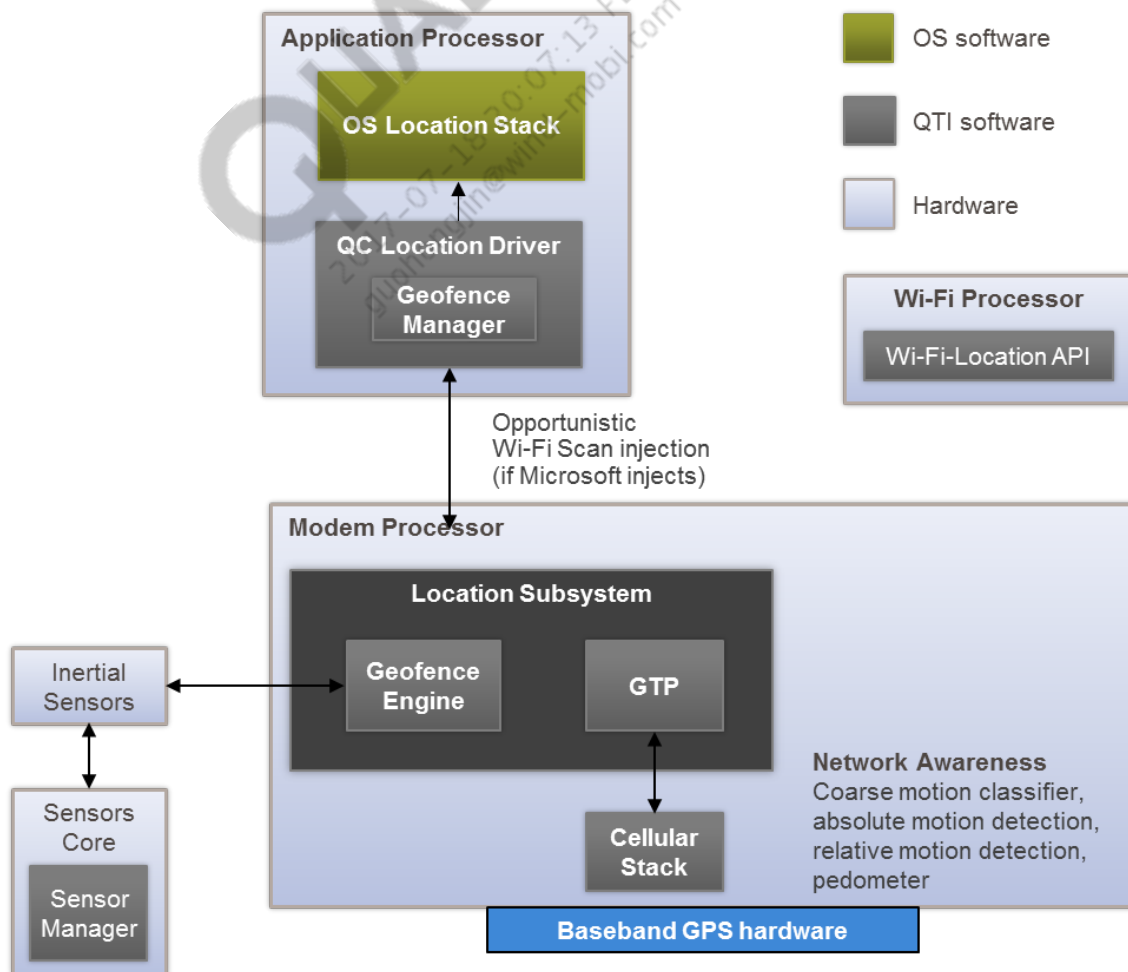 Application Processor
OS Location Stack
QC Location Driver
Geofence
Manager
OS software
QTI software
Hardware
Wi-Fi Processor
Wi-Fi-Location API
Opportunistic
Wi-Fi Scan injection
(if Microsoft injects)
Modem Processor
Location Subsystem
Geofence
Engine
GTP
Inertial
Sensors
Sensors
Core
Sensor
Manager
Cellular
Stack
Network Awareness
Coarse motion classifier,
absolute motion detection,
relative motion detection,
pedometer
Baseband GPS hardware